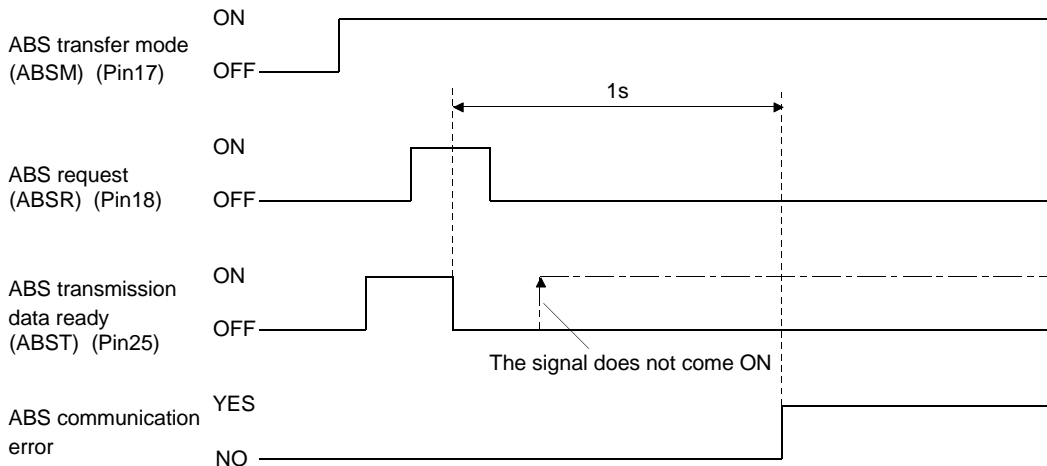 ON
ABS transfer mode
(ABSM) (Pin17)
OFF
1s
ON
ABS request
(ABSR) (Pin18)
OFF
ON
ABS transmission
data ready
(ABST) (Pin25)
OFF
The signal does not come ON
YES
ABS communication
error
NO